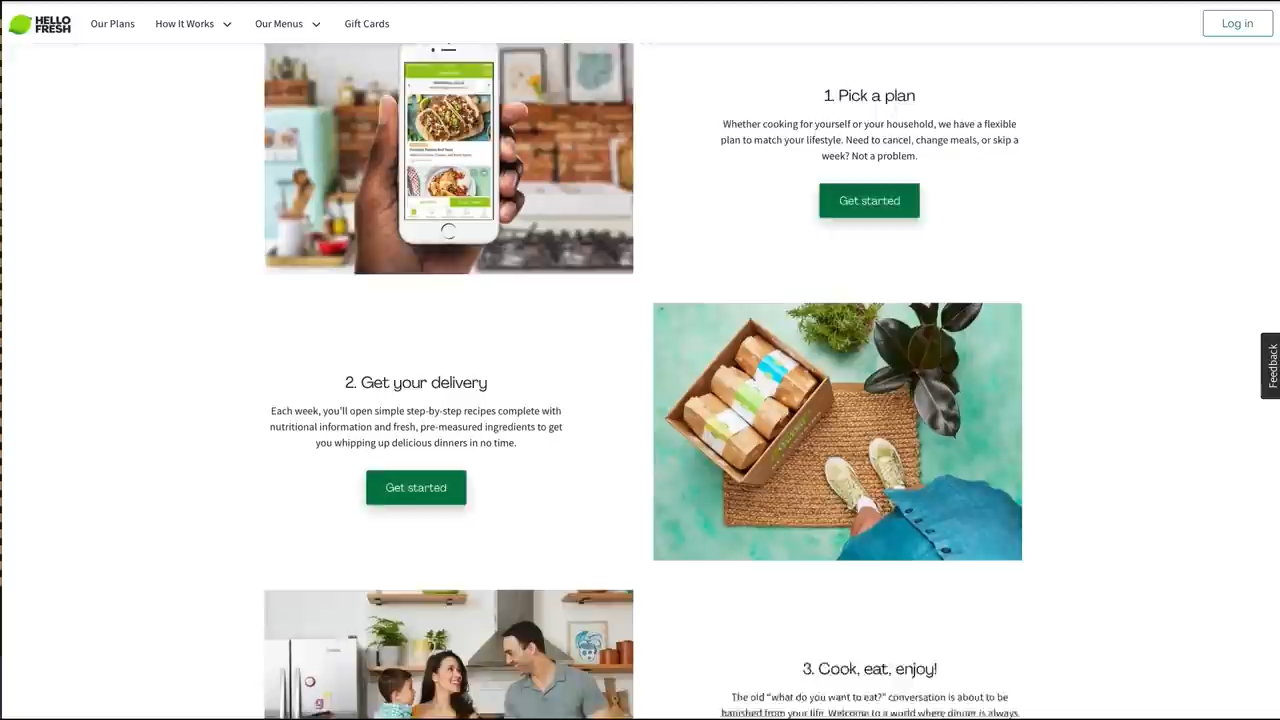 HELLO
FRESH
Our Plans
How It Works
Our Menus
Gift Cards
Log in
1. Pick a plan
Whether cooking for yourself or your household, we have a flexible
plan to match your lifestyle. Need to cancel, change meals, or skip a
week? Not a problem.
Get started
2. Get your delivery
Each week, you'll open simple step-by-step recipes complete with
nutritional information and fresh, pre-measured ingredients to get
you whipping up delicious dinners in no time.
Get started
Feedback
3. Cook, eat, enjoy!
The old “what do you want to eat?” conversation is about to be
banished from your life. Welcome to a world where dinner is always